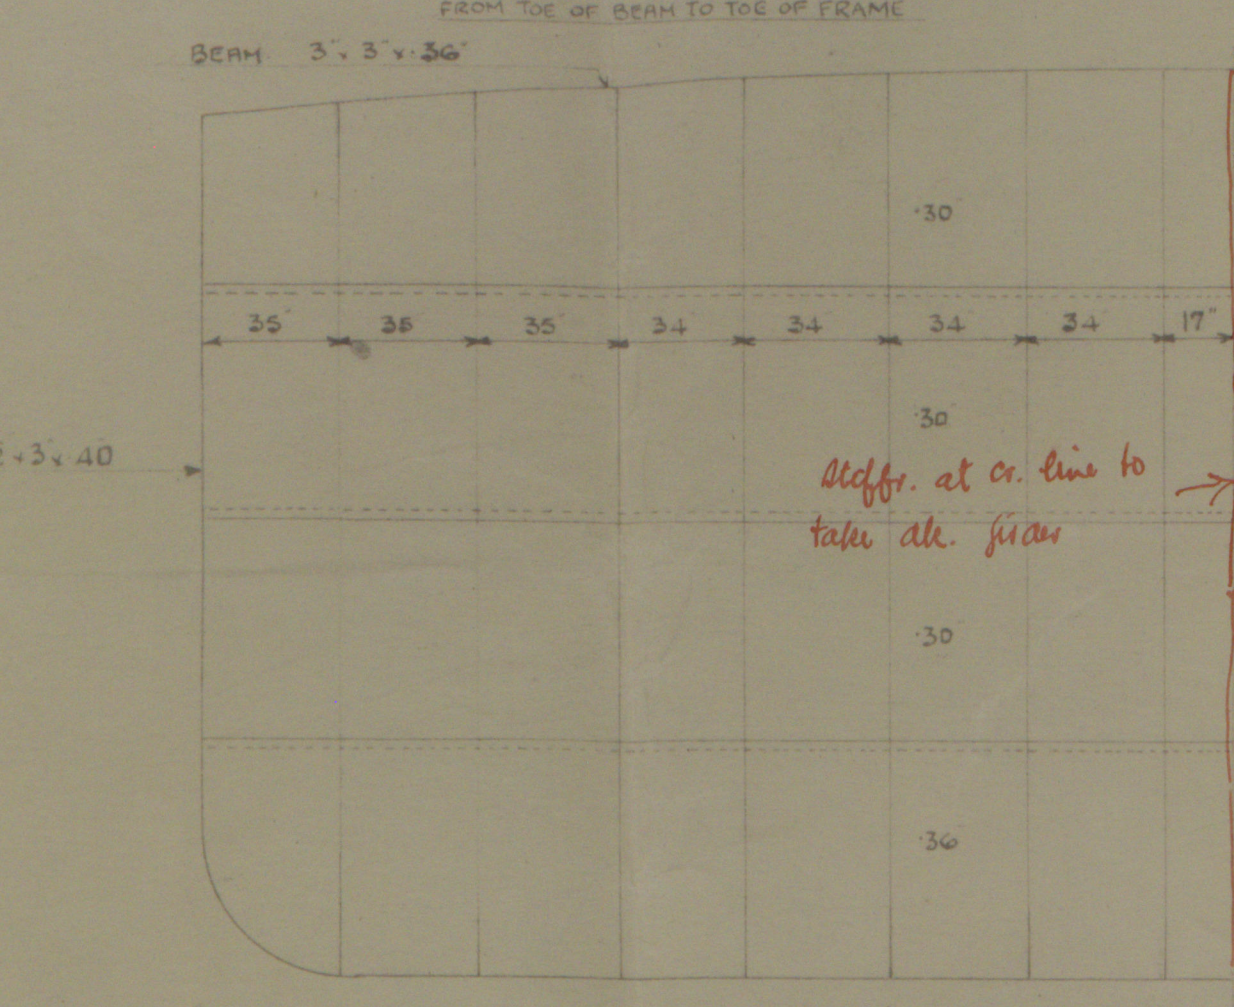 FROM TOE OF BEAM TO TOE OF FRAME
BEAM 3" x 3" x .36"
.30
35" 35 35" 34 34 34" 34" 17"
.30"
x 3" x .40
Stiffr. at cr. line to
take dk. girder
.30"
.36"